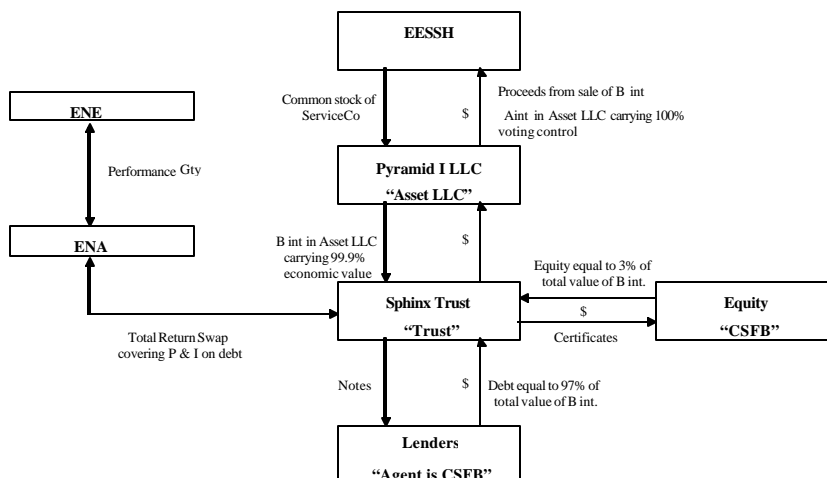 EESSH
Common stock of
ServiceCo
$
Proceeds from sale of B int
Aint in Asset LLC carrying 100%
voting control
ENE
Performance Gty
Pyramid I LLC
“Asset LLC”
ENA
B int in Asset LLC
carrying 99.9%
economic value
$
Equity equal to 3% of
total value of B int.
Sphinx Trust
“Trust”
$
Certificates
Equity
“CSFB”
Total Return Swap
covering P & I on debt
Notes
$
Debt equal to 97% of
total value of B int.
Lenders
“Agent is CSFB”